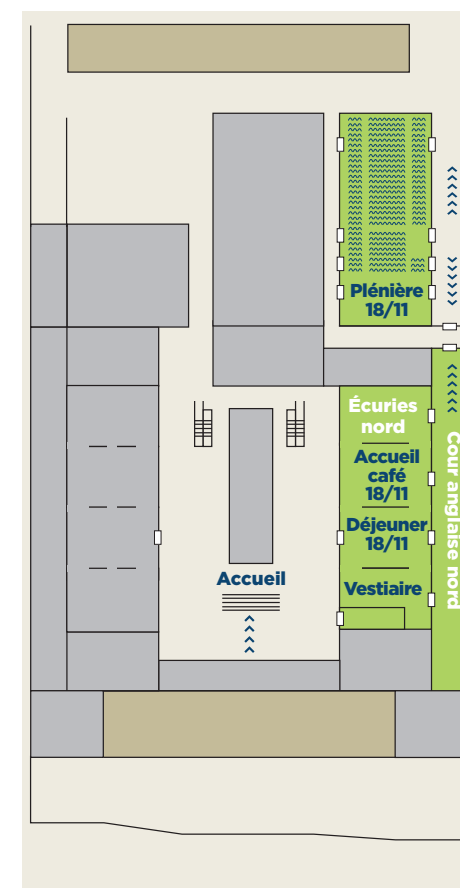 Plénière
18/11
Écuries
nord
Accueil
café
18/11
Déjeuner
18/11
Vestiaire
Accueil
Cour anglaise nord